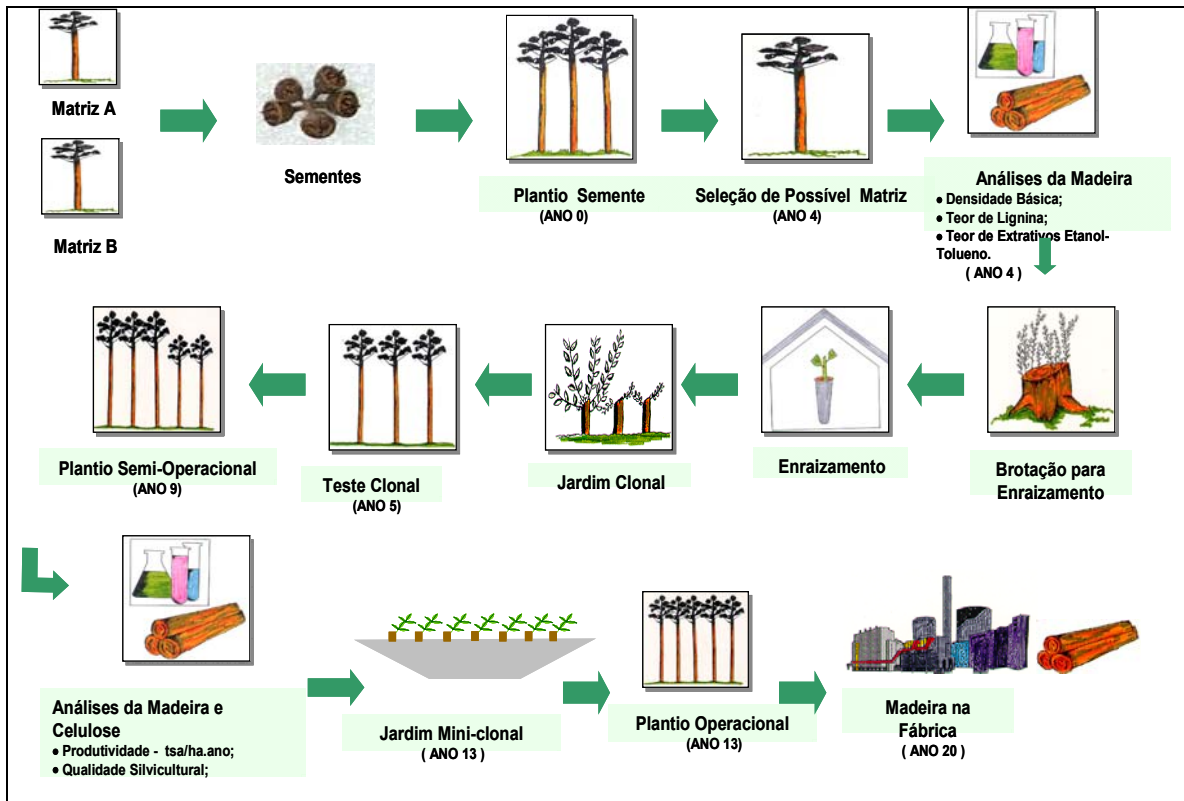 Matriz A
Matriz B
Sementes
Plantio Semente
(ANO 0)
Seleção de Possível Matriz
(ANO 4)
Análises da Madeira
● Densidade Básica;
● Teor de Lignina;
● Teor de Extrativos Etanol-
Tolueno.
( ANO 4 )
Plantio Semi-Operacional
(ANO 9)
Teste Clonal
(ANO 5)
Jardim Clonal
Enraizamento
Brotação para
Enraizamento
Análises da Madeira e
Celulose
● Produtividade - tsa/ha.ano;
● Qualidade Silvicultural;
Jardim Mini-clonal
( ANO 13 )
Plantio Operacional
(ANO 13)
Madeira na
Fábrica
( ANO 20 )